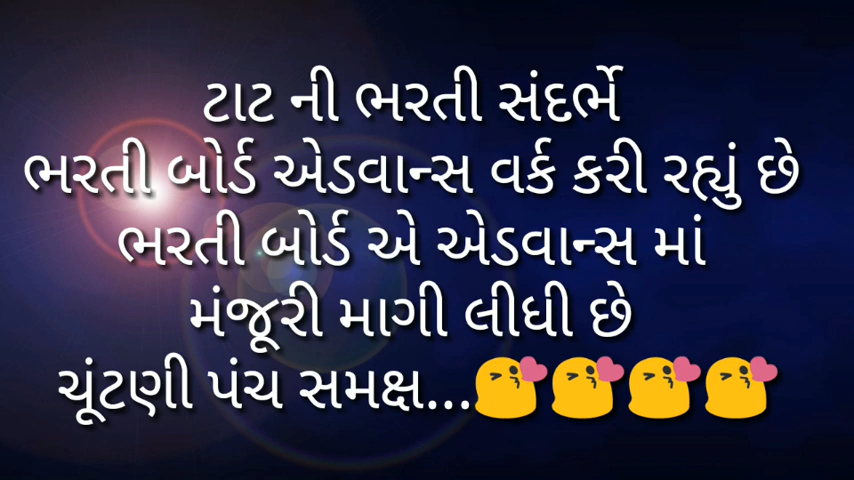 ટાટ ની ભરતી સંદર્ભે
ભરતી બોર્ડ એડવાન્સ વર્ક કરી રહ્યું છે
ભરતી બોર્ડ એ એડવાન્સ માં
મંજૂરી માગી લીધી છે
ચૂંટણી પંચ સમક્ષ...😘😘😘😘